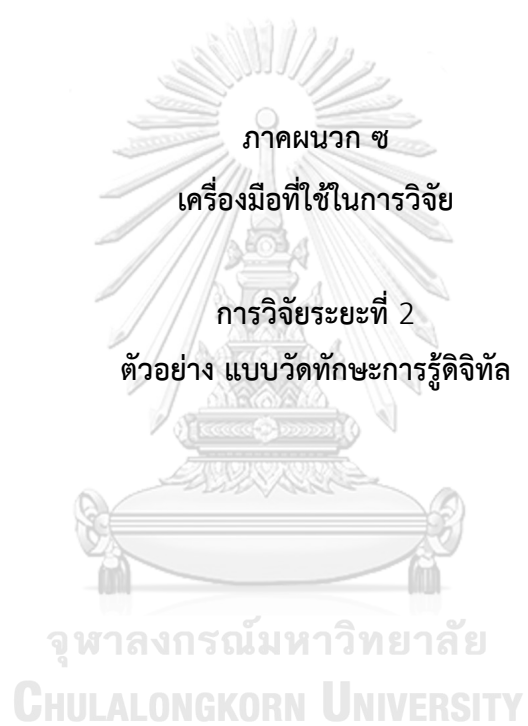 ภาคผนวก ซ
เครื่องมือที่ใช้ในการวิจัย
การวิจัยระยะที่ 2
ตัวอย่าง แบบวัดทักษะการรู้ดิจิทัล
จุฬาลงกรณ์มหาวิทยาลัย
CHULALONGKORN UNIVERSITY